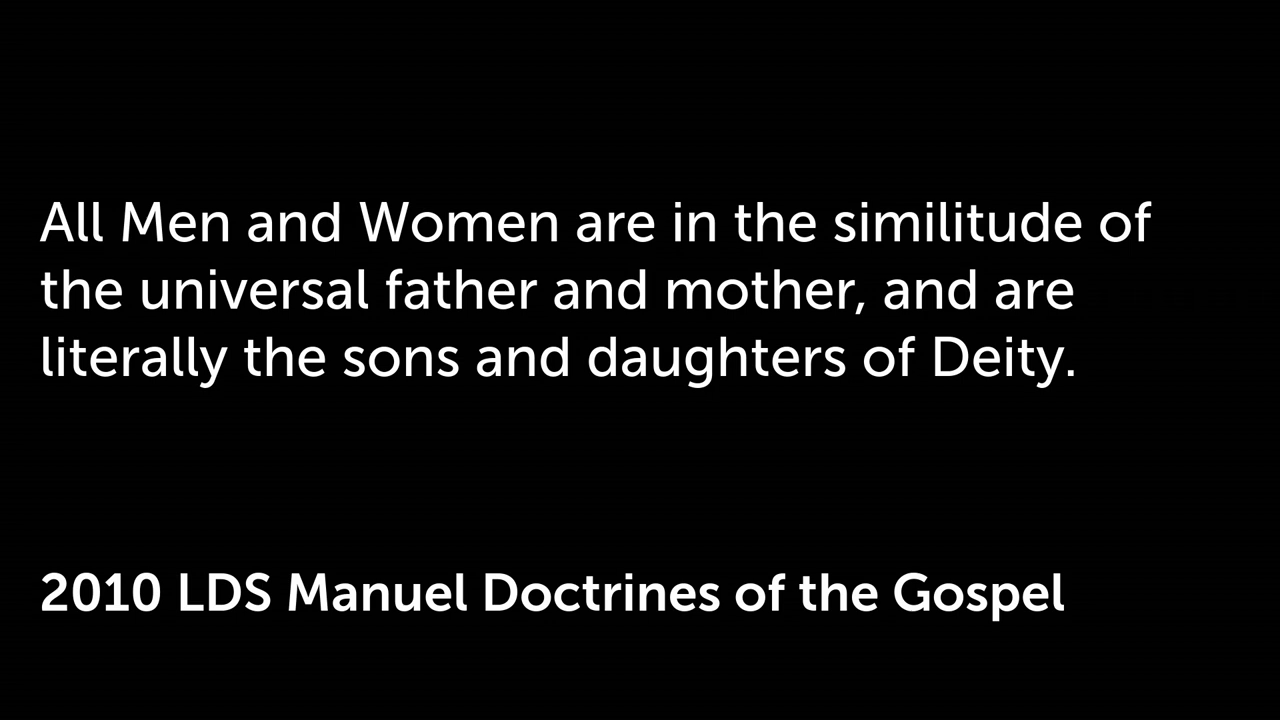 All Men and Women are in the similitude of
the universal father and mother, and are
literally the sons and daughters of Deity.
2010 LDS Manuel Doctrines of the Gospel